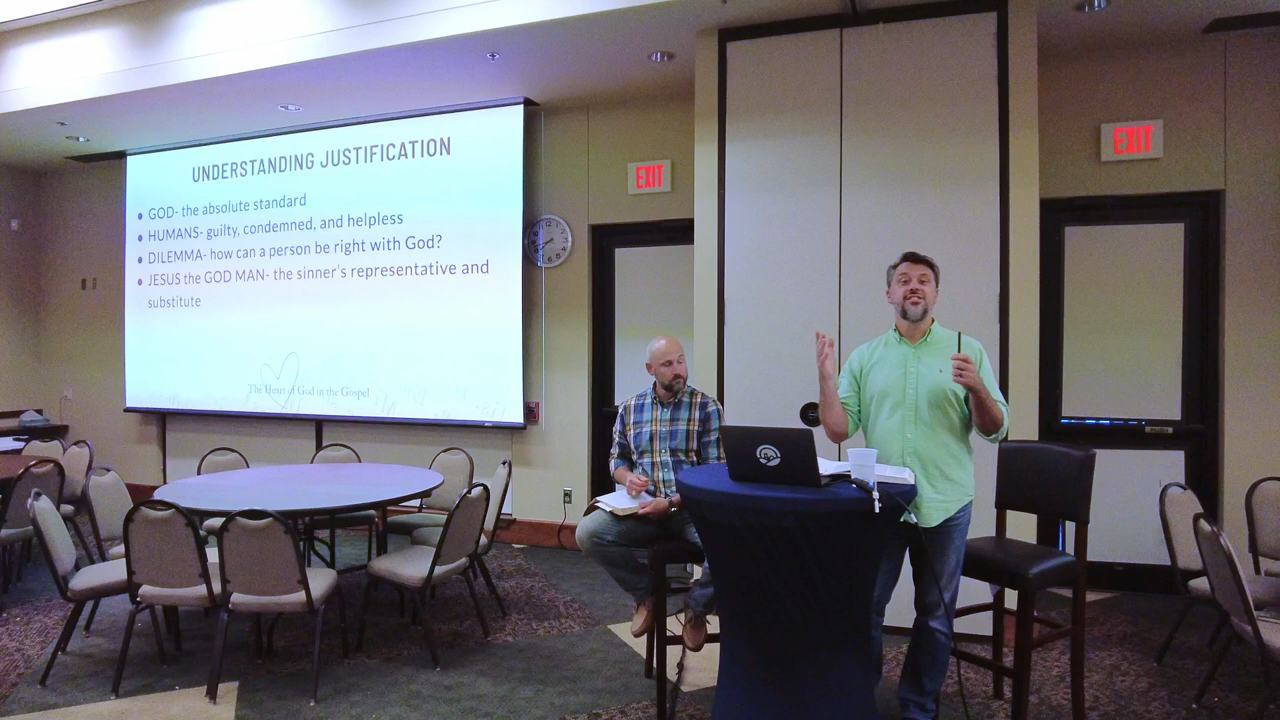 UNDERSTANDING JUSTIFICATION
GOD- the absolute standard
HUMANS- guilty, condemned, and helpless
DILEMMA- how can a person be right with God?
JESUS the GOD MAN- the sinner's representative and
substitute
The Heart of God in the Gospel
EXIT
EXIT